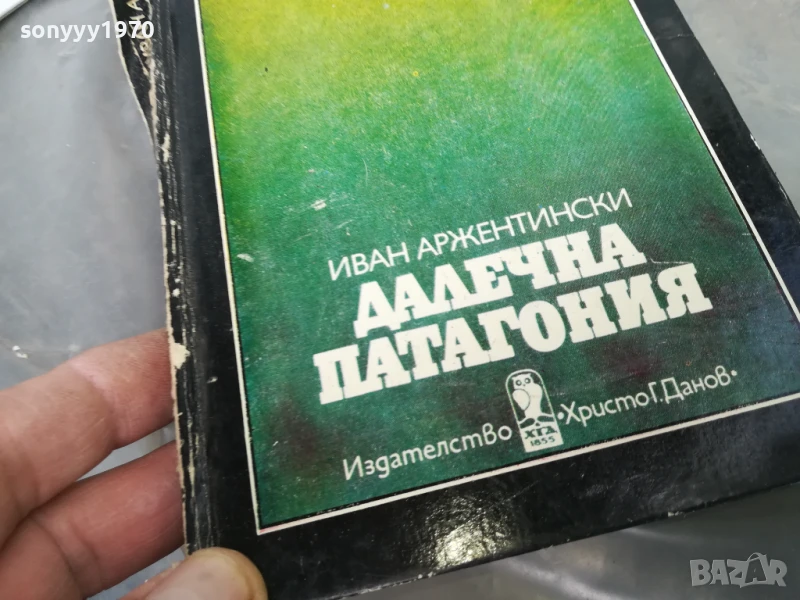 sonyyy1970
ИВАН АРЖЕНТИНСКИ
ДАЛЕЧНА
ПАТАГОНИЯ
Издателство ХГД 1855 •Христо Г. Данов•
BAZAR